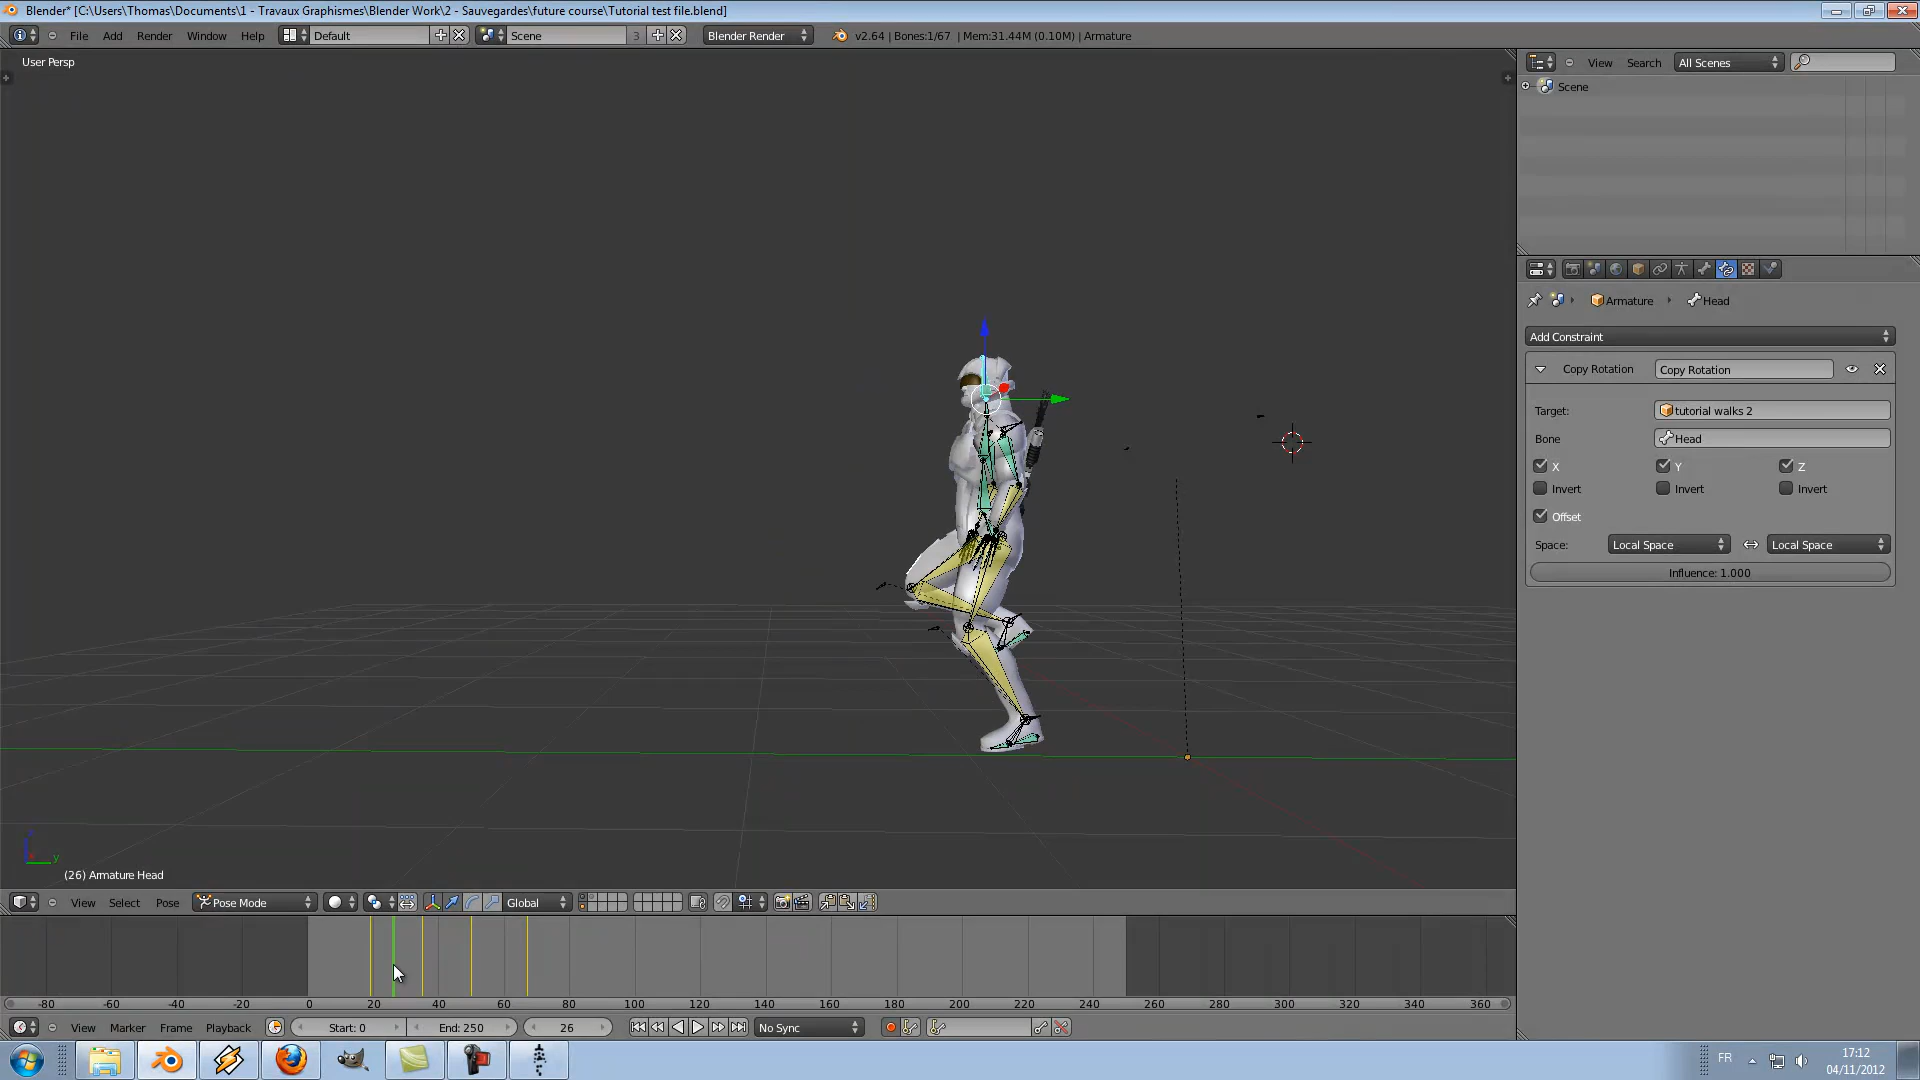 Blender* [C:\Users\Thomas\Documents\1 - Travaux Graphismes\Blender Work\2 - Sauvegardes\future course\Tutorial test file.blend]
File Add Render Window Help Default Scene 3 Blender Render v2.64 | Bones:1/67 | Mem:31.44M (0.10M) | Armature
User Persp
View Search All Scenes
Scene
Armature Head
Add Constraint
Copy Rotation Copy Rotation
Target: tutorial walks 2
Bone Head
X Y Z
Invert Invert Invert
Offset
Space: Local Space Local Space
Influence: 1.000
z
y
(26) Armature Head
View Select Pose Pose Mode Global
-80 -60 -40 -20 0 20 40 60 80 100 120 140 160 180 200 220 240 260 280 300 320 340 360
View Marker Frame Playback Start: 0 End: 250 26 No Sync
FR 17:12
04/11/2012